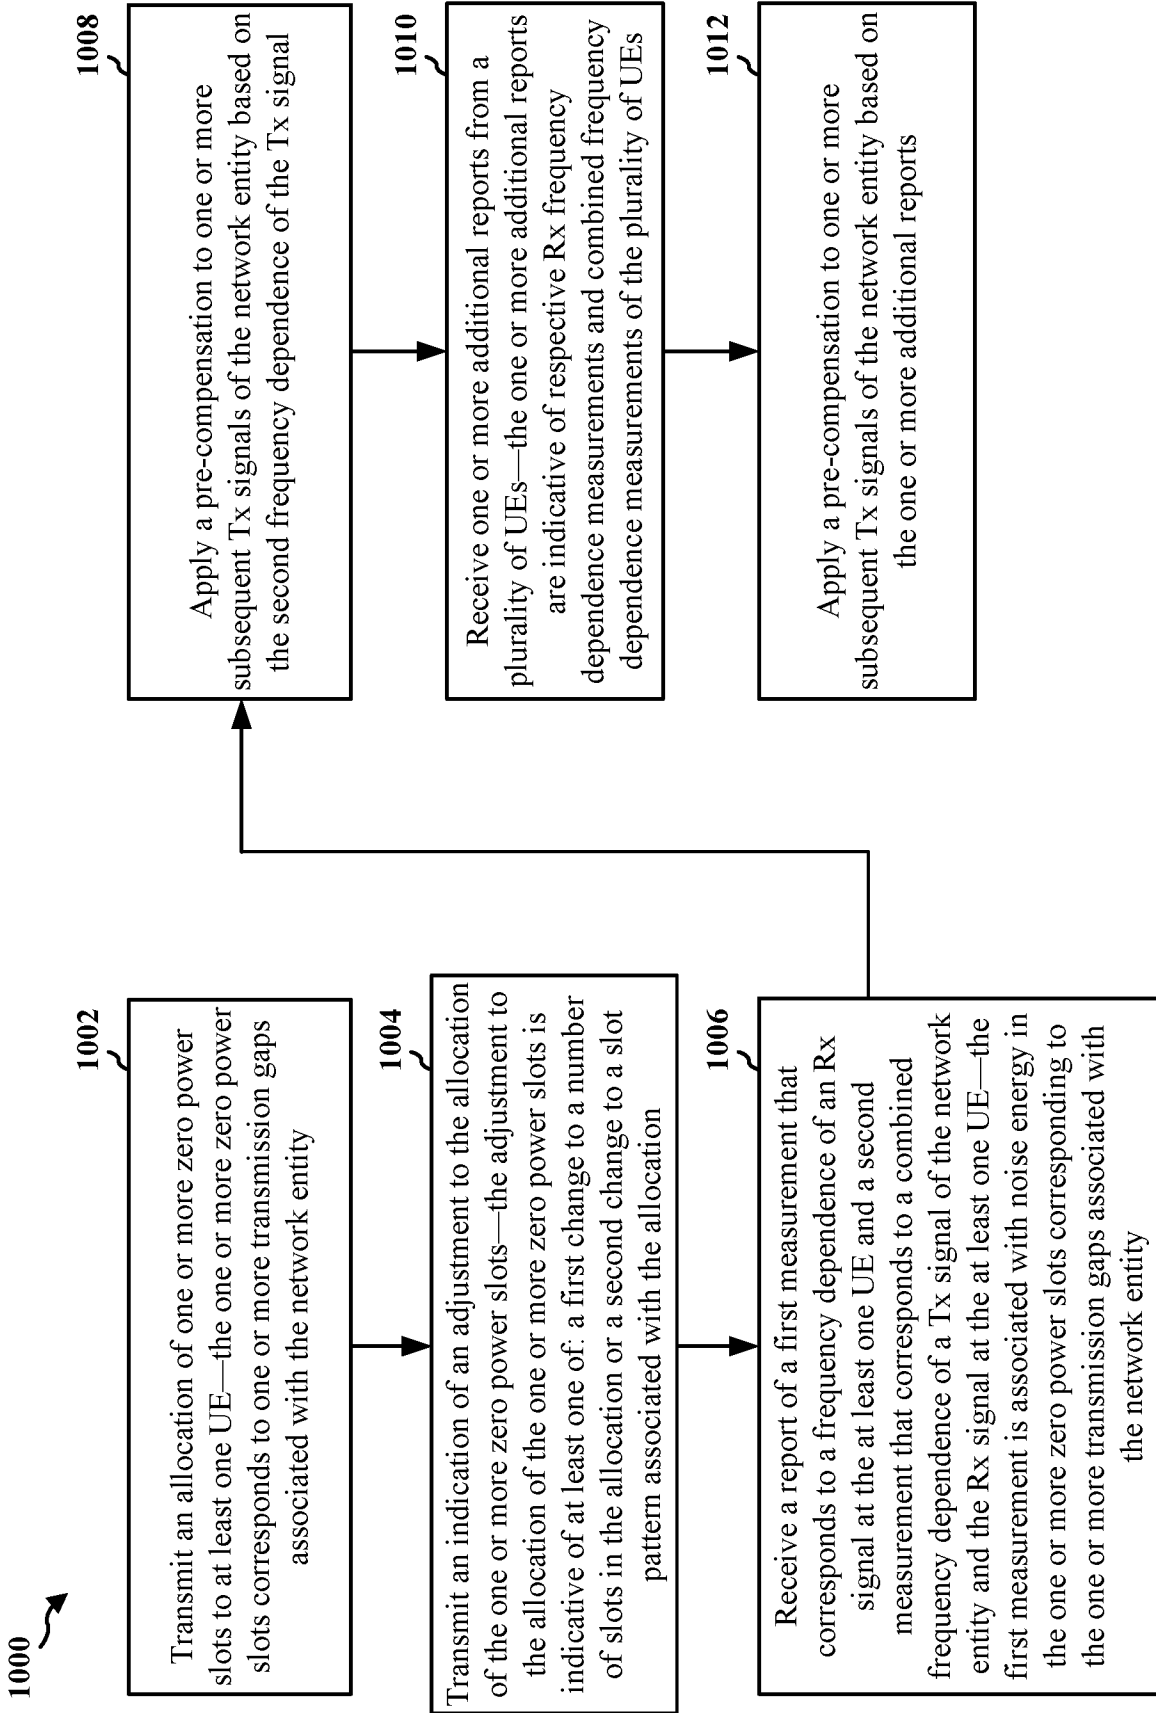 1000
1002
Transmit an allocation of one or more zero power
slots to at least one UE—the one or more zero power
slots corresponds to one or more transmission gaps
associated with the network entity
1004
Transmit an indication of an adjustment to the allocation
of the one or more zero power slots—the adjustment to
the allocation of the one or more zero power slots is
indicative of at least one of: a first change to a number
of slots in the allocation or a second change to a slot
pattern associated with the allocation
1006
Receive a report of a first measurement that
corresponds to a frequency dependence of an Rx
signal at the at least one UE and a second
measurement that corresponds to a combined
frequency dependence of a Tx signal of the network
entity and the Rx signal at the at least one UE—the
first measurement is associated with noise energy in
the one or more zero power slots corresponding to
the one or more transmission gaps associated with
the network entity
1008
Apply a pre-compensation to one or more
subsequent Tx signals of the network entity based on
the second frequency dependence of the Tx signal
1010
Receive one or more additional reports from a
plurality of UEs—the one or more additional reports
are indicative of respective Rx frequency
dependence measurements and combined frequency
dependence measurements of the plurality of UEs
1012
Apply a pre-compensation to one or more
subsequent Tx signals of the network entity based on
the one or more additional reports